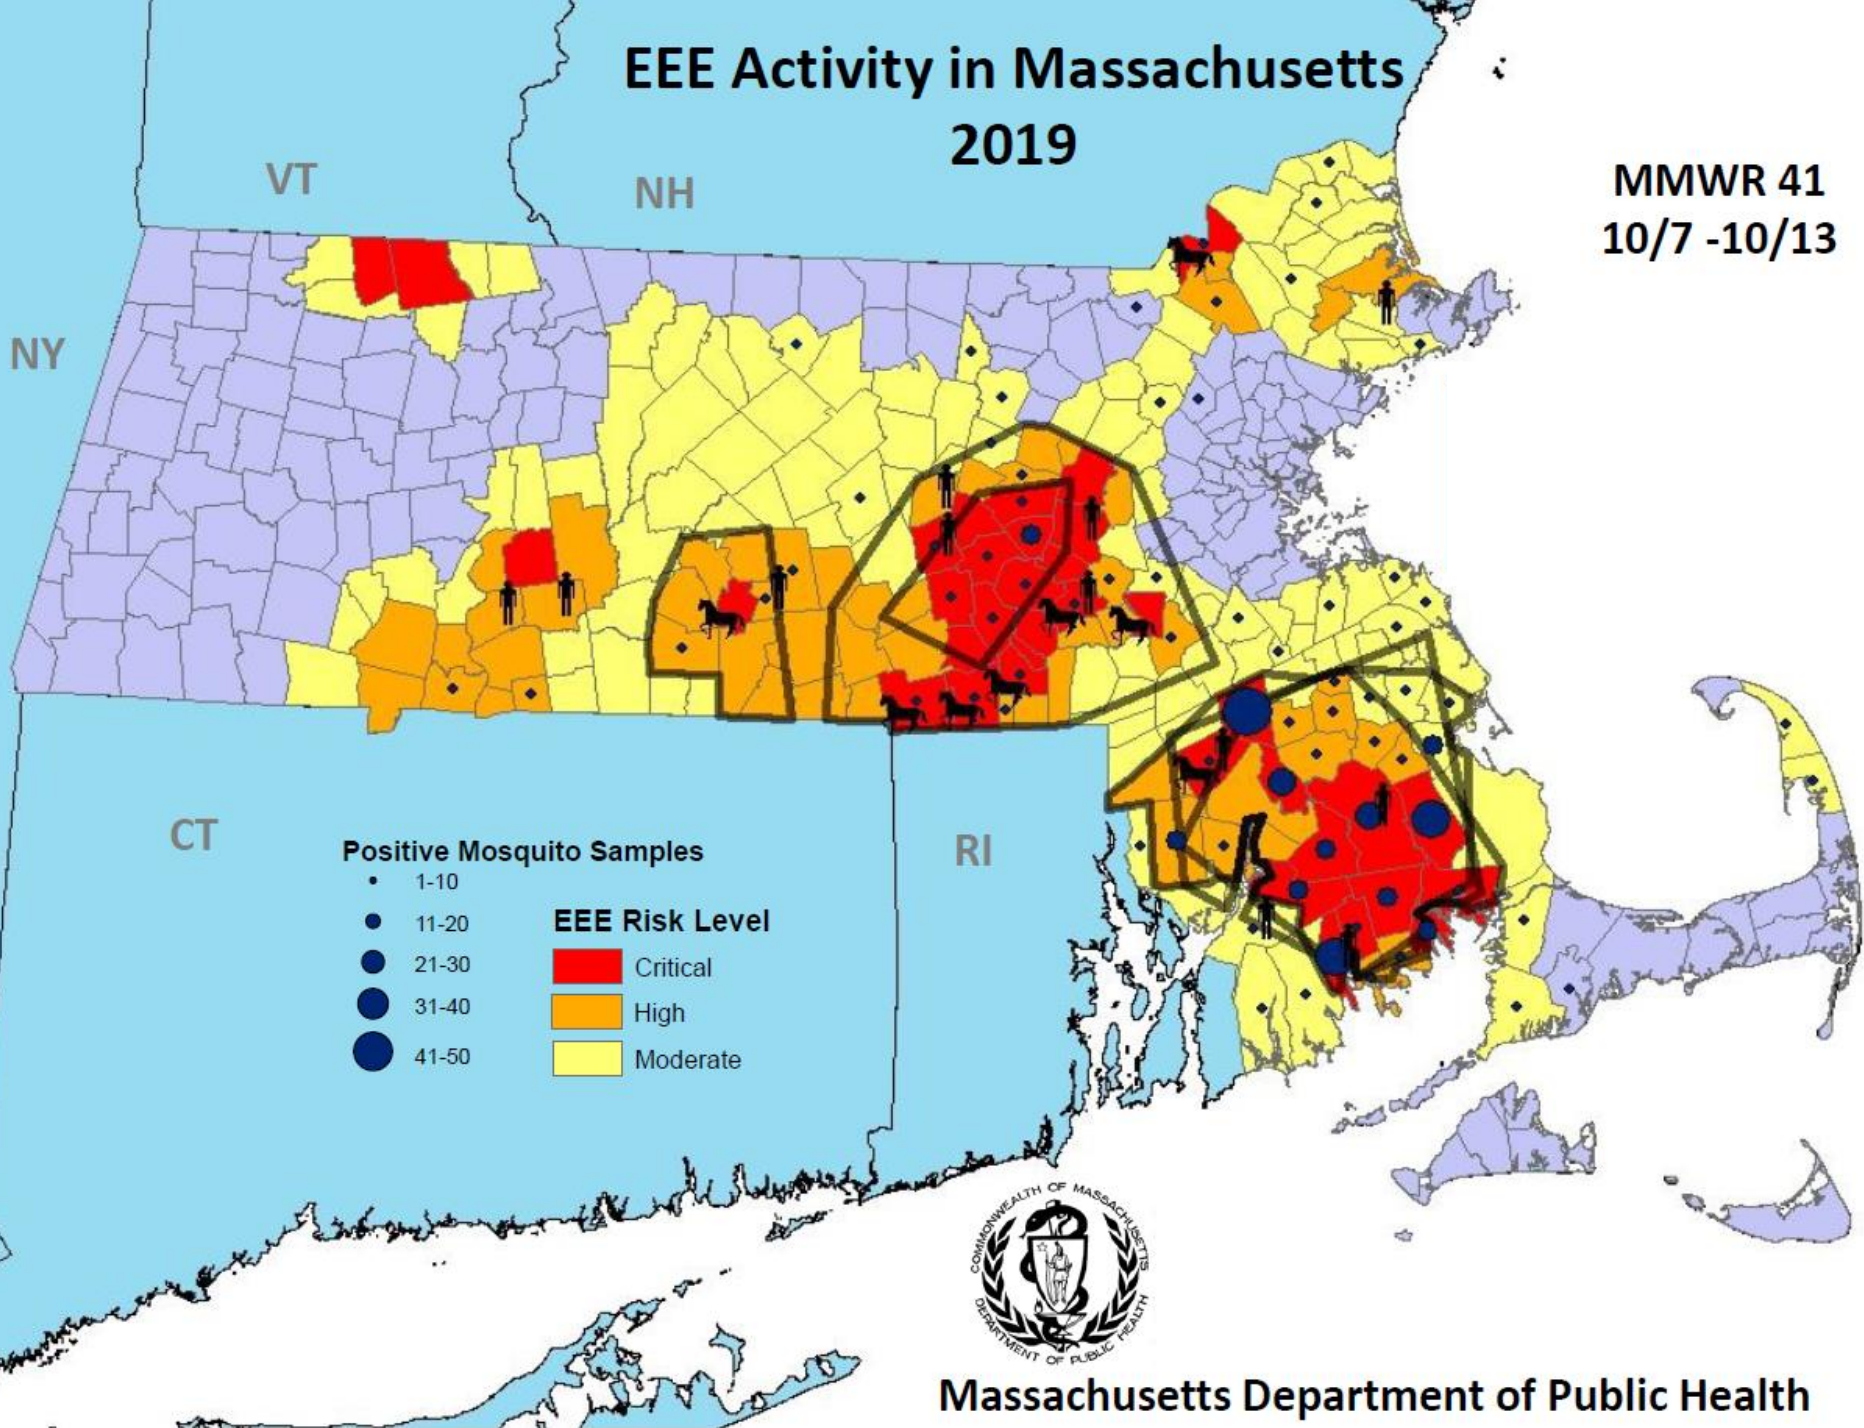 EEE Activity in Massachusetts
2019
MMWR 41
10/7 -10/13
VT
NH
NY
CT
RI
Positive Mosquito Samples
1-10
11-20
21-30
31-40
41-50
EEE Risk Level
Critical
High
Moderate
COMMONWEALTH OF MASSACHUSETTS
DEPARTMENT OF PUBLIC HEALTH
Massachusetts Department of Public Health